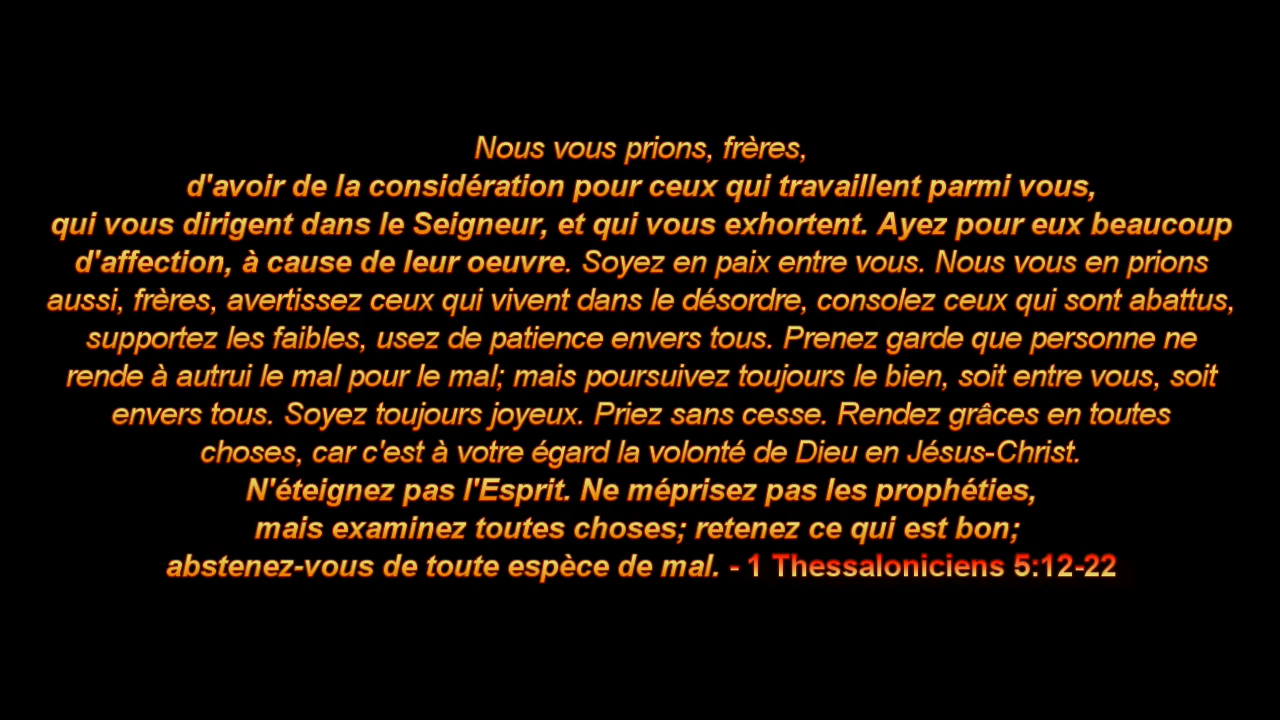 Nous vous prions, frères,
d'avoir de la considération pour ceux qui travaillent parmi vous,
qui vous dirigent dans le Seigneur, et qui vous exhortent. Ayez pour eux beaucoup
d'affection, à cause de leur oeuvre. Soyez en paix entre vous. Nous vous en prions
aussi, frères, avertissez ceux qui vivent dans le désordre, consolez ceux qui sont abattus,
supportez les faibles, usez de patience envers tous. Prenez garde que personne ne
rende à autrui le mal pour le mal; mais poursuivez toujours le bien, soit entre vous, soit
envers tous. Soyez toujours joyeux. Priez sans cesse. Rendez grâces en toutes
choses, car c'est à votre égard la volonté de Dieu en Jésus-Christ.
N'éteignez pas l'Esprit. Ne méprisez pas les prophéties,
mais examinez toutes choses; retenez ce qui est bon;
abstenez-vous de toute espèce de mal. - 1 Thessaloniciens 5:12-22